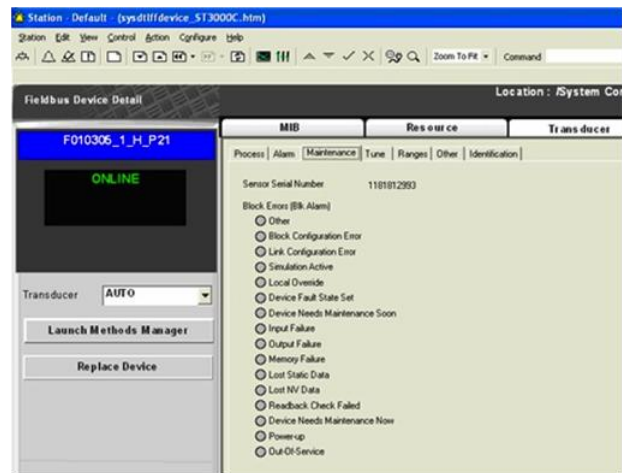 Station - Default - (sysdtlffdevice_ST3000C.htm)
Station Edit View Control Action Configure Help
Zoom To Fit Command
Fieldbus Device Detail
Location : /System Co
F010305_1_H_P21
ONLINE
MIB Resource Transducer
Process Alarm Maintenance Tune Ranges Other Identification
Sensor Serial Number 1181812993
Block Errors (Blk Alarm)
Other
Block Configuration Error
Link Configuration Error
Simulation Active
Local Override
Device Fault State Set
Device Needs Maintenance Soon
Input Failure
Output Failure
Memory Failure
Lost Static Data
Lost NV Data
Readback Check Failed
Device Needs Maintenance Now
Power-up
Out-Of-Service
Transducer AUTO
Launch Methods Manager
Replace Device